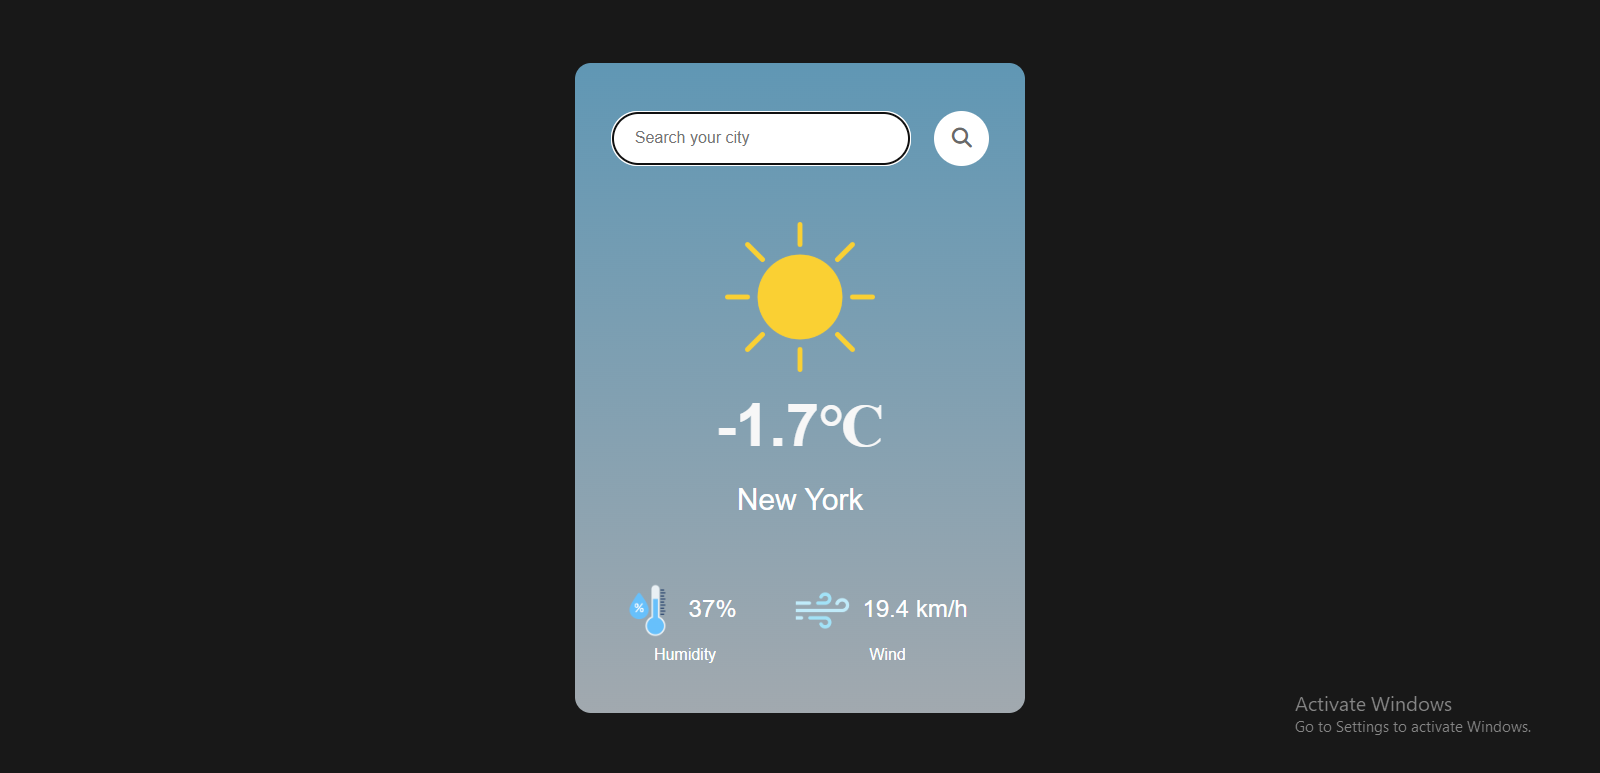 Search your city
-1.7℃
New York
% 37% 19.4 km/h
Humidity Wind
Activate Windows
Go to Settings to activate Windows.